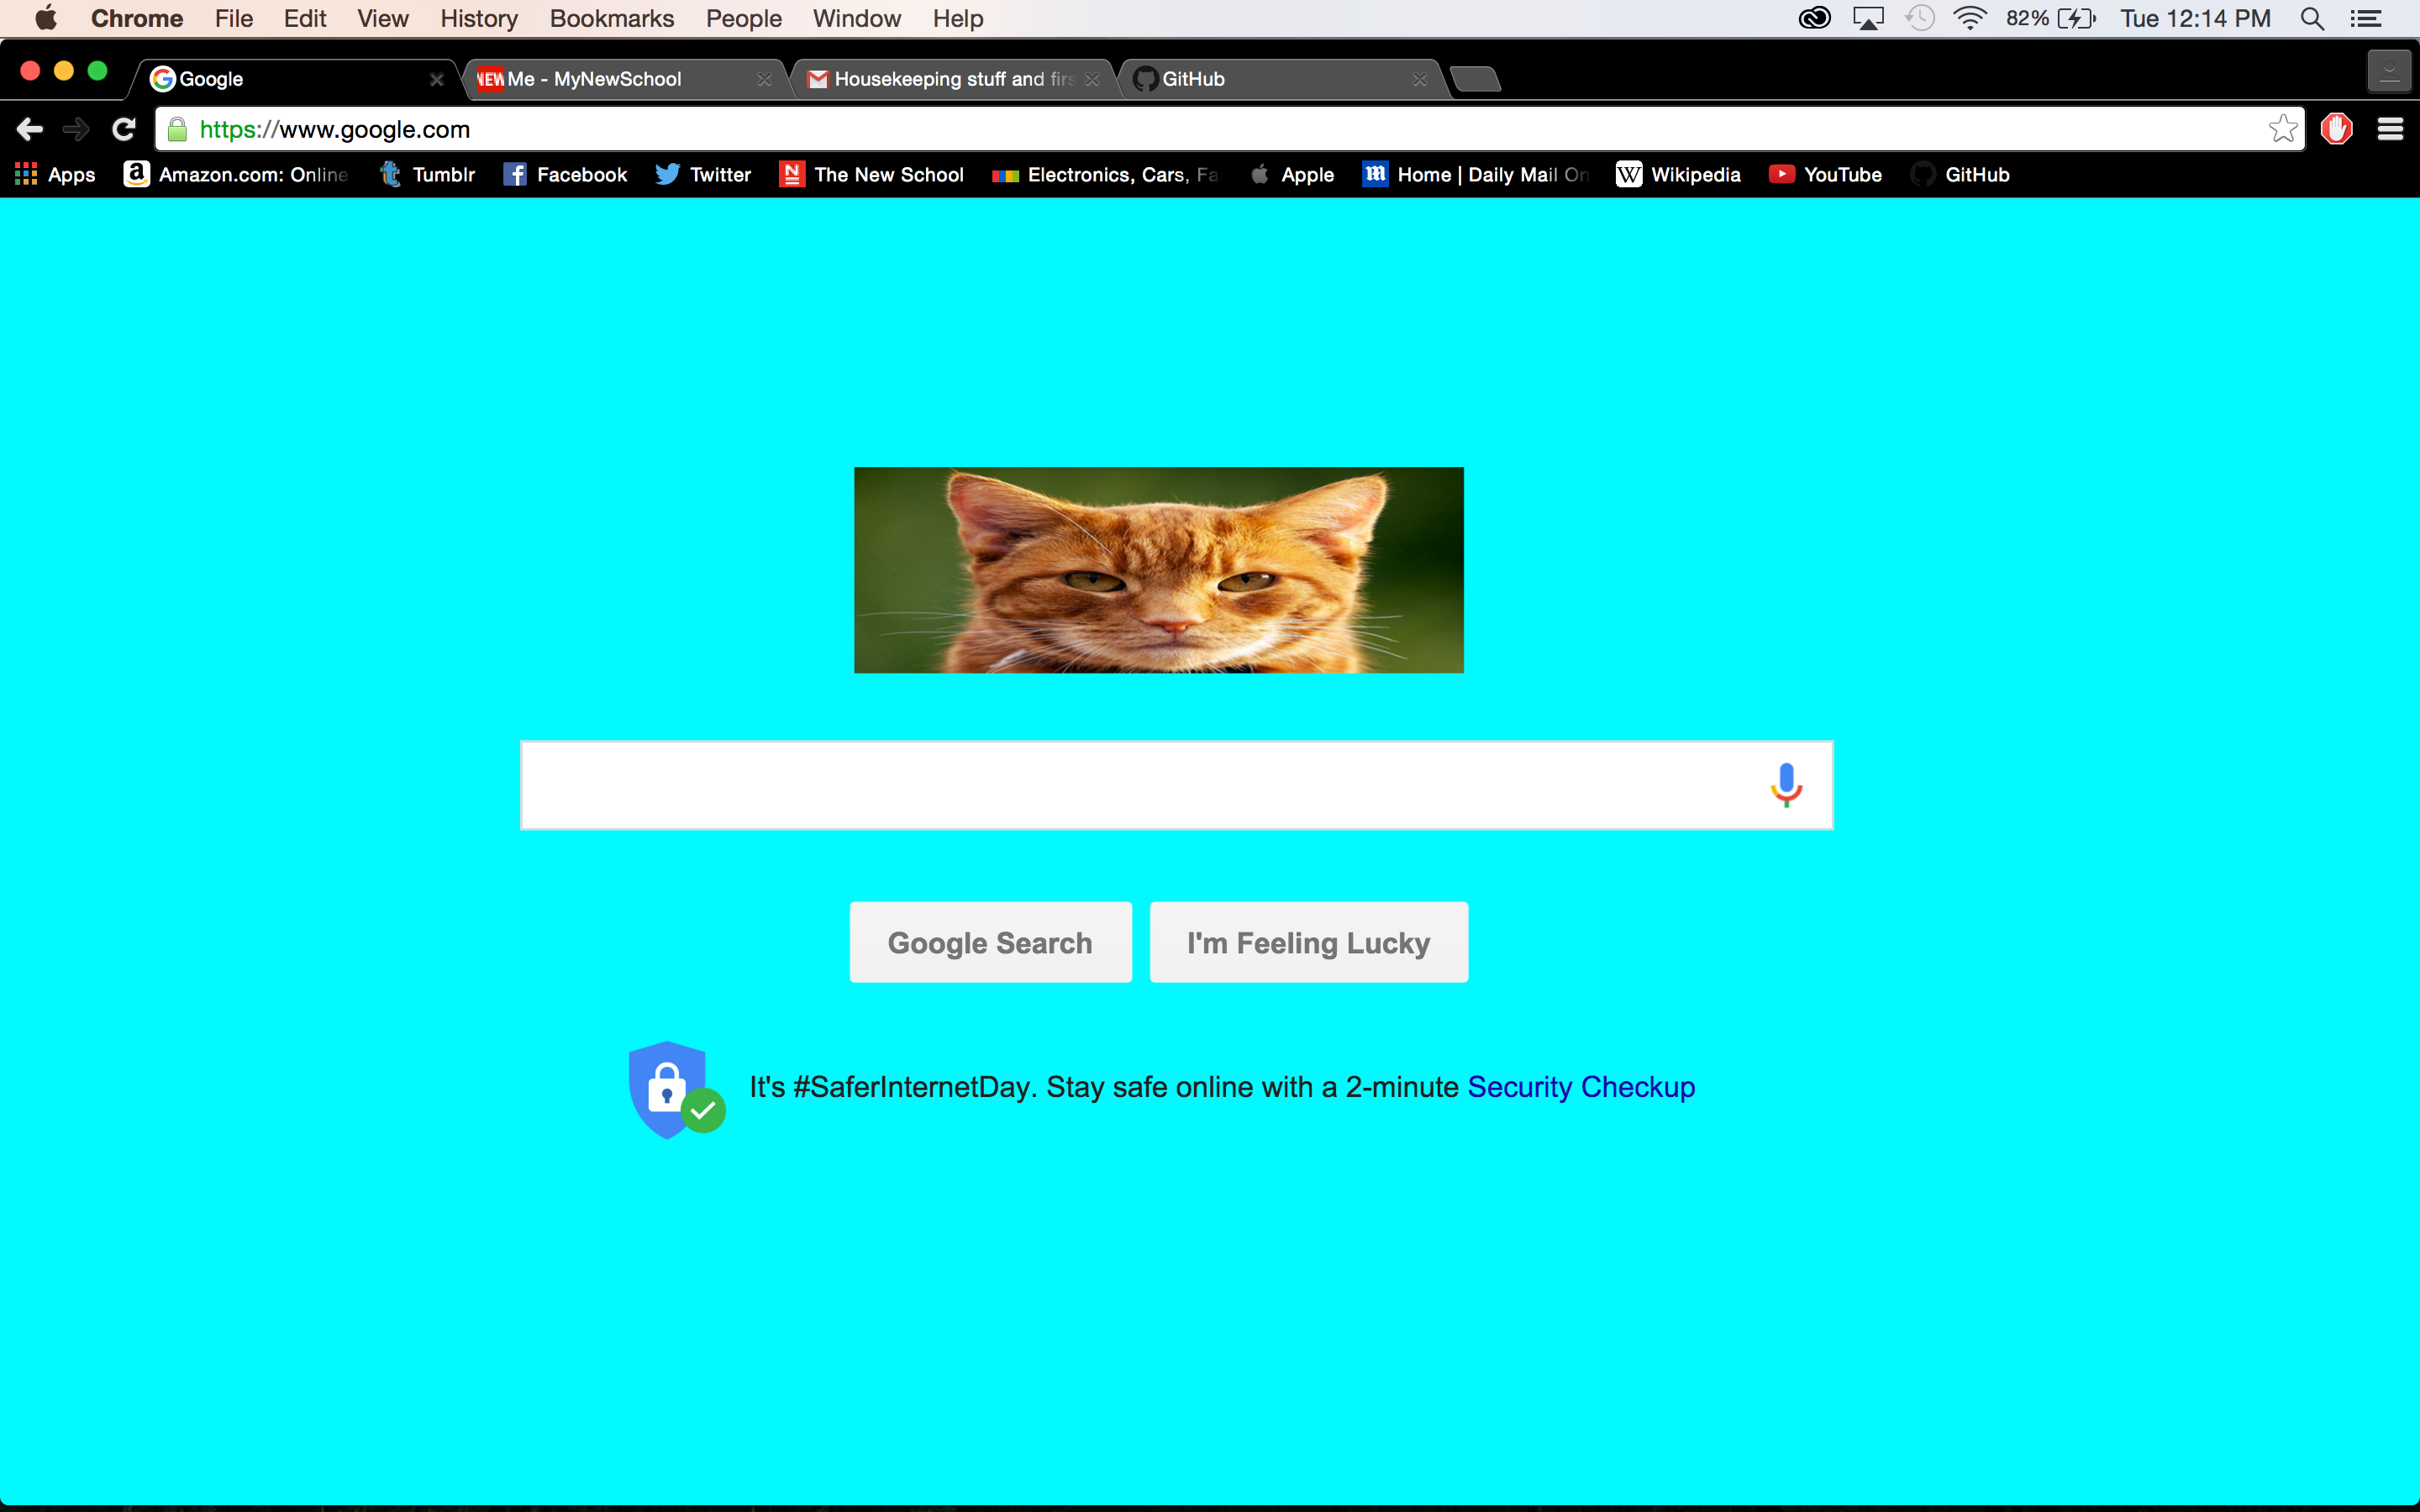 Chrome File Edit View History Bookmarks People Window Help 82% Tue 12:14 PM
Google NEW Me - MyNewSchool Housekeeping stuff and firs GitHub
https://www.google.com
Apps Amazon.com: Online Tumblr Facebook Twitter The New School Electronics, Cars, Fa Apple Home | Daily Mail On Wikipedia YouTube GitHub
Google Search I'm Feeling Lucky
It's #SaferInternetDay. Stay safe online with a 2-minute Security Checkup